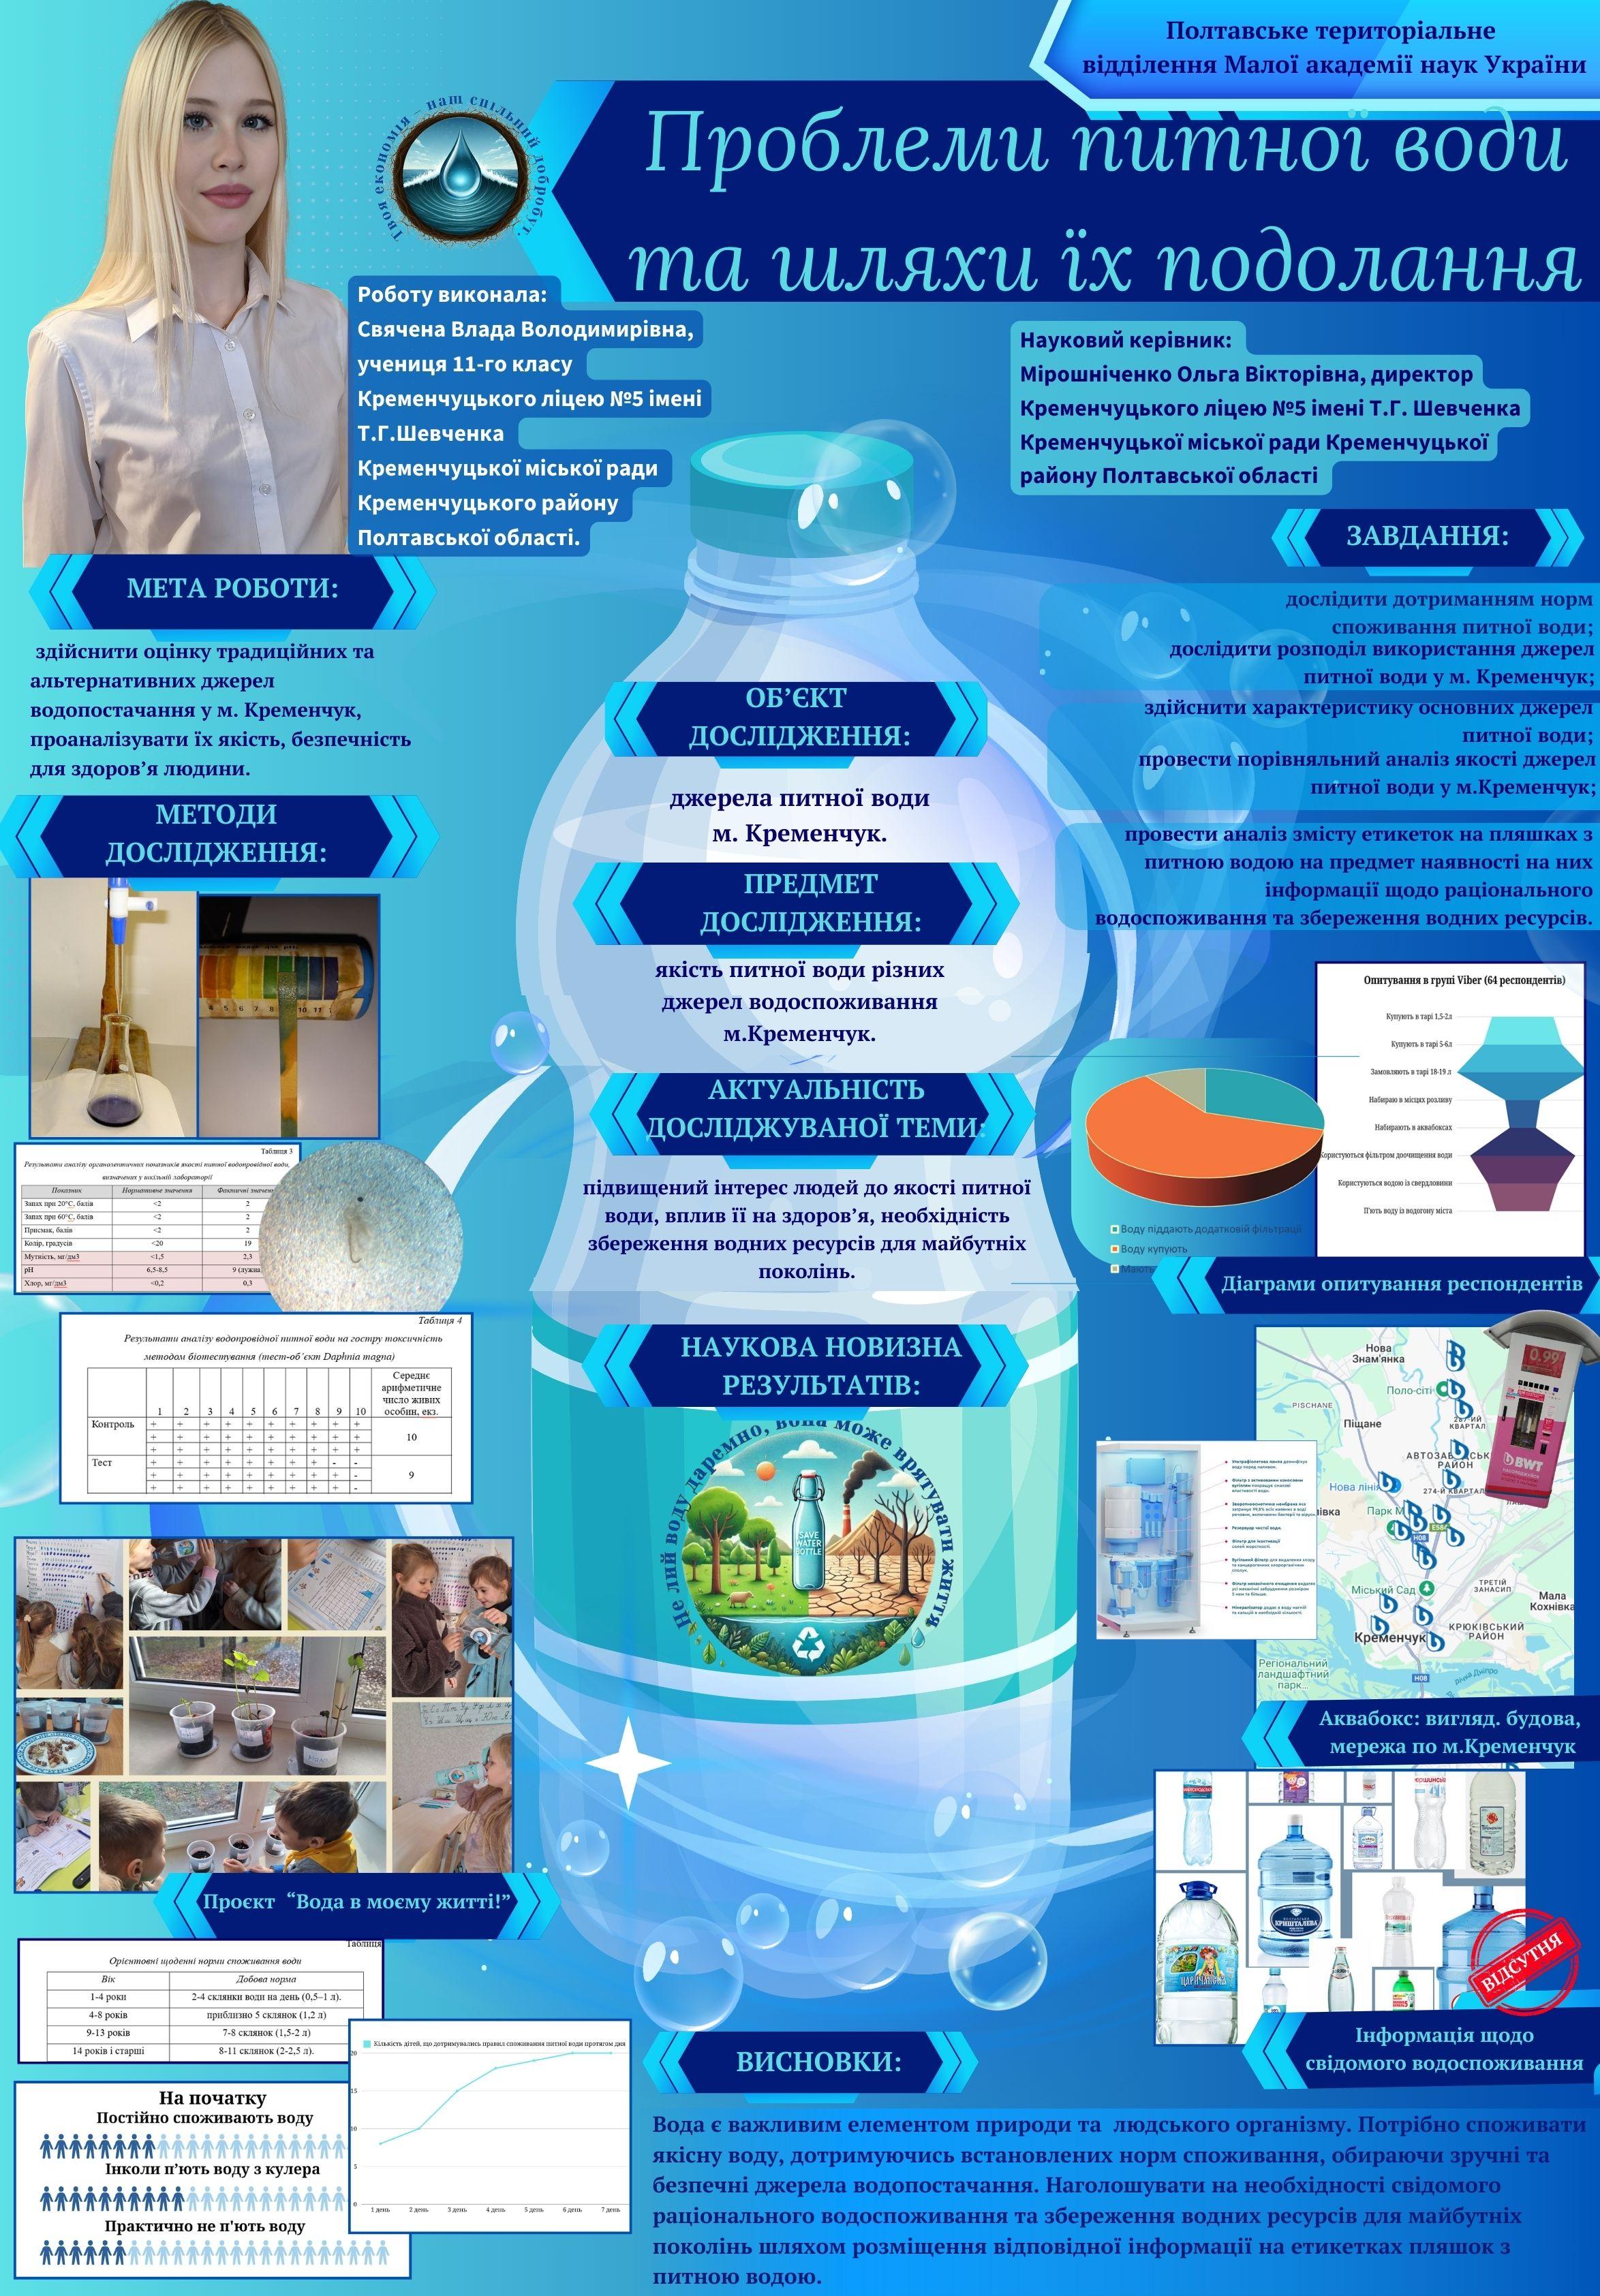 Полтавське територіальне
відділення Малої академії наук України
Твоя економія – наш спільний добробут.
Проблеми питної води
та шляхи їх подолання
Роботу виконала:
Свячена Влада Володимирівна,
учениця 11-го класу
Кременчуцького ліцею №5 імені
Т.Г.Шевченка
Кременчуцької міської ради
Кременчуцького району
Полтавської області.
Науковий керівник:
Мірошніченко Ольга Вікторівна, директор
Кременчуцького ліцею №5 імені Т.Г. Шевченка
Кременчуцької міської ради Кременчуцької
району Полтавської області
МЕТА РОБОТИ:
здійснити оцінку традиційних та
альтернативних джерел
водопостачання у м. Кременчук,
проаналізувати їх якість, безпечність
для здоров’я людини.
МЕТОДИ
ДОСЛІДЖЕННЯ:
Таблиця 3
Результати аналізу органолептичних показників якості питної водопровідної води,
визначених у шкільній лабораторії
Показник Нормативне значення Фактичні
Запах при 20°С, балів <2 2
Запах при 60°С, балів <2 2
Присмак, балів <2 2
Колір, градусів <20 19
Мутність, мг/дм3 <1,5 2,3
рН 6,5-8,5 9
Хлор, мг/дм3 <0,2 0,3
Таблиця 4
Результати аналізу водопровідної питної води на гостру токсичність
методом біотестування (тест-об’єкт Daphnia magna)
1 2 3 4 5 6 7 8 9 10 Середнє
арифметичне
число живих
особин, екз.
Контроль + + + + + + + + + +
+ + + + + + + + + + 10
+ + + + + + + + + +
Тест + + + + + + + + - -
+ + + + + + + + + - 9
+ + + + + + + + + -
Проєкт “Вода в моєму житті!”
Таблиця
Орієнтовні щоденні норми споживання води
Вік Добова норма
1-4 роки 2-4 склянки води на день (0,5–1 л).
4-8 років приблизно 5 склянок (1,2 л)
9-13 років 7-8 склянок (1,5-2 л)
14 років і старші 8-11 склянок (2-2,5 л).
На початку
Постійно споживають воду
Інколи п’ють воду з кулера
Практично не п'ють воду
Кількість дітей, що дотримувались правил споживання питної води протягом дня
20
15
10
5
0
1 день 2 день 3 день 4 день 5 день 6 день 7 день
ОБ’ЄКТ
ДОСЛІДЖЕННЯ:
джерела питної води
м. Кременчук.
ПРЕДМЕТ
ДОСЛІДЖЕННЯ:
якість питної води різних
джерел водоспоживання
м.Кременчук.
АКТУАЛЬНІСТЬ
ДОСЛІДЖУВАНОЇ ТЕМИ:
підвищений інтерес людей до якості питної
води, вплив її на здоров’я, необхідність
збереження водних ресурсів для майбутніх
поколінь.
НАУКОВА НОВИЗНА
РЕЗУЛЬТАТІВ:
Не лий воду даремно, вона може врятувати життя
SAVE
WATER
BOTTLE
ЗАВДАННЯ:
дослідити дотриманням норм
споживання питної води;
дослідити розподіл використання джерел
питної води у м. Кременчук;
здійснити характеристику основних джерел
питної води;
провести порівняльний аналіз якості джерел
питної води у м.Кременчук;
провести аналіз змісту етикеток на пляшках з
питною водою на предмет наявності на них
інформації щодо раціонального
водоспоживання та збереження водних ресурсів.
Опитування в групі Viber (64 респондентів)
Купують в тарі 1,5-2л
Купують в тарі 5-6л
Замовляють в тарі 18-19 л
Набираю в місцях розливу
Набирають в аквабоксах
Користуються фільтром доочищення води
Користуються водою із свердловини
П'ють воду із водогону міста
Воду піддають додатковій фільтрації
Воду купують
Мають
Діаграми опитування респондентів
Нова
Знам'янка
Поло-сіті
PISCHANE
Піщане
287-ИЙ
КВАРТАЛ
РАЙОН
Нова лінія
274-Й КВАРТАЛ
Парк
E584
H08
Міський Сад
ТРЕТІЙ
ЗАНАСИП
Мала
Кохнівка
Кременчук
КРЮКІВСЬКИЙ
РАЙОН
Регіональний
ландшафтний
парк...
H08
річка Дніпро
0.99
BWT
Аквабокс: вигляд. будова,
мережа по м.Кременчук
КРИШТАЛЕВА
ЦАРИЧАНСЬКА
ВІДСУТНЯ
Інформація щодо
свідомого водоспоживання
ВИСНОВКИ:
Вода є важливим елементом природи та людського організму. Потрібно споживати
якісну воду, дотримуючись встановлених норм споживання, обираючи зручні та
безпечні джерела водопостачання. Наголошувати на необхідності свідомого
раціонального водоспоживання та збереження водних ресурсів для майбутніх
поколінь шляхом розміщення відповідної інформації на етикетках пляшок з
питною водою.